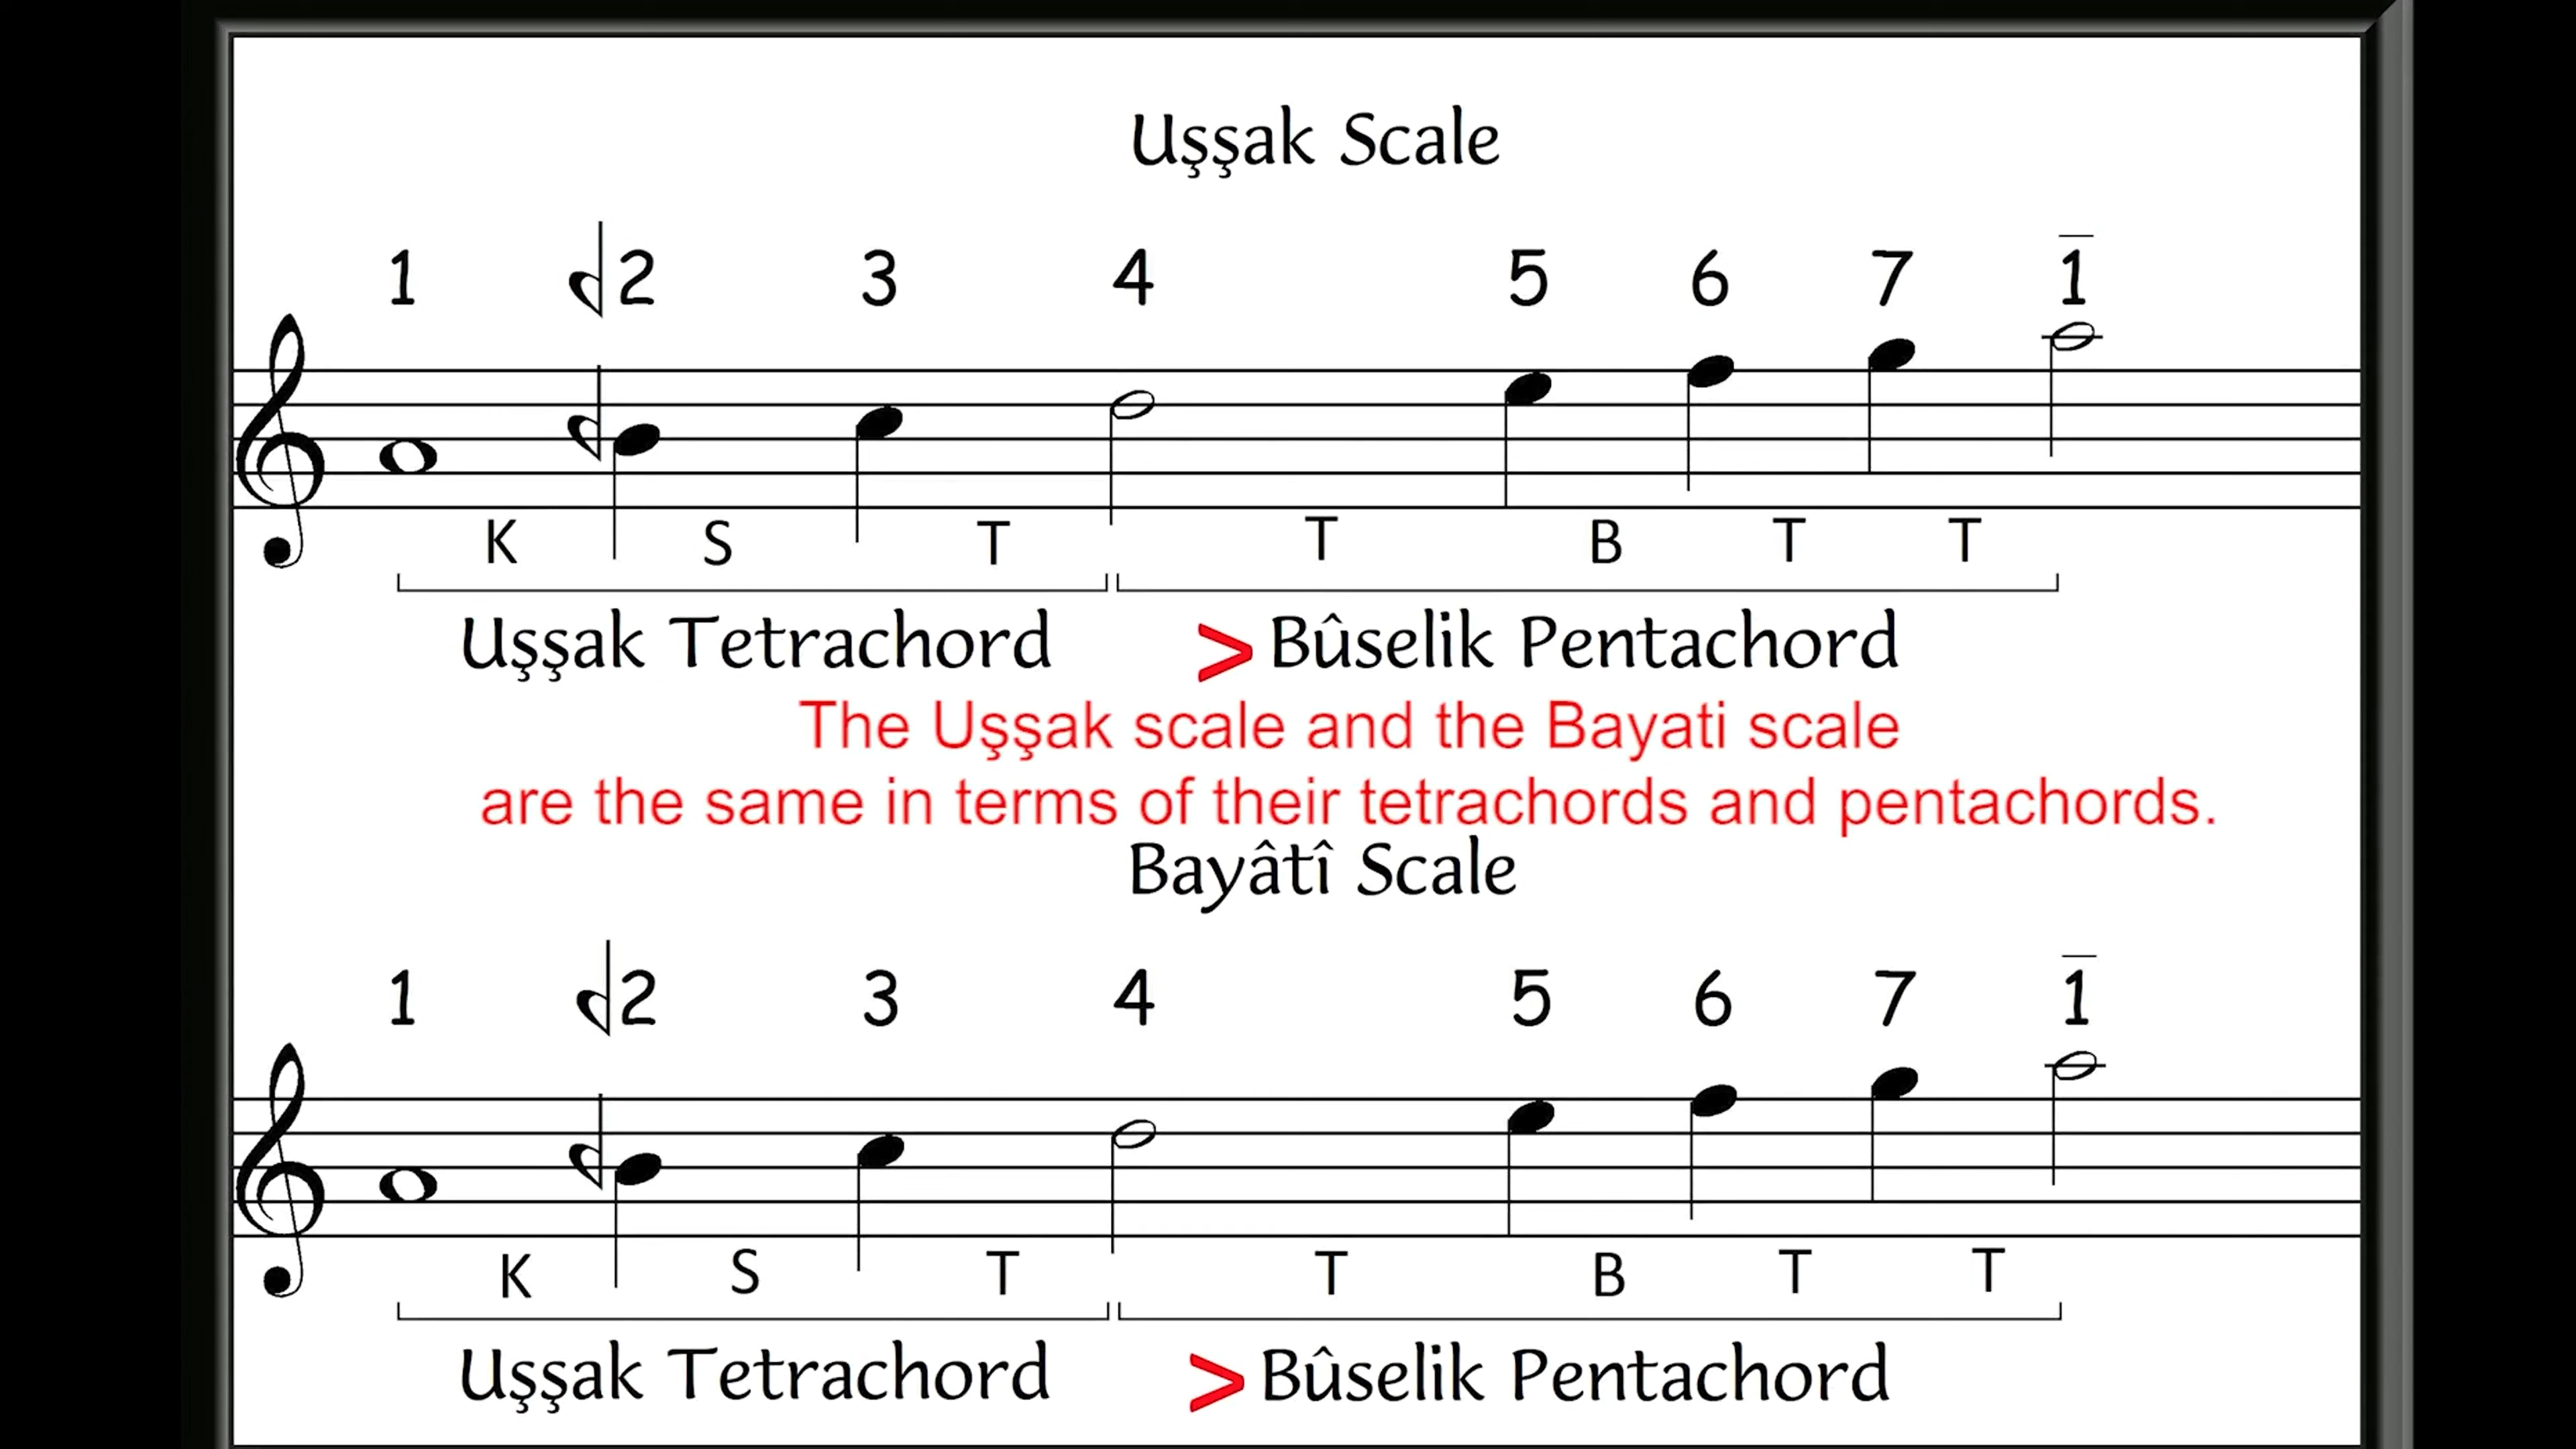 Uşşak Scale
1 2 3 4 5 6 7 1
K S T T B T T
Uşşak Tetrachord > Bûselik Pentachord
The Uşşak scale and the Bayati scale
are the same in terms of their tetrachords and pentachords.
Bayâtî Scale
1 2 3 4 5 6 7 1
K S T T B T T
Uşşak Tetrachord > Bûselik Pentachord